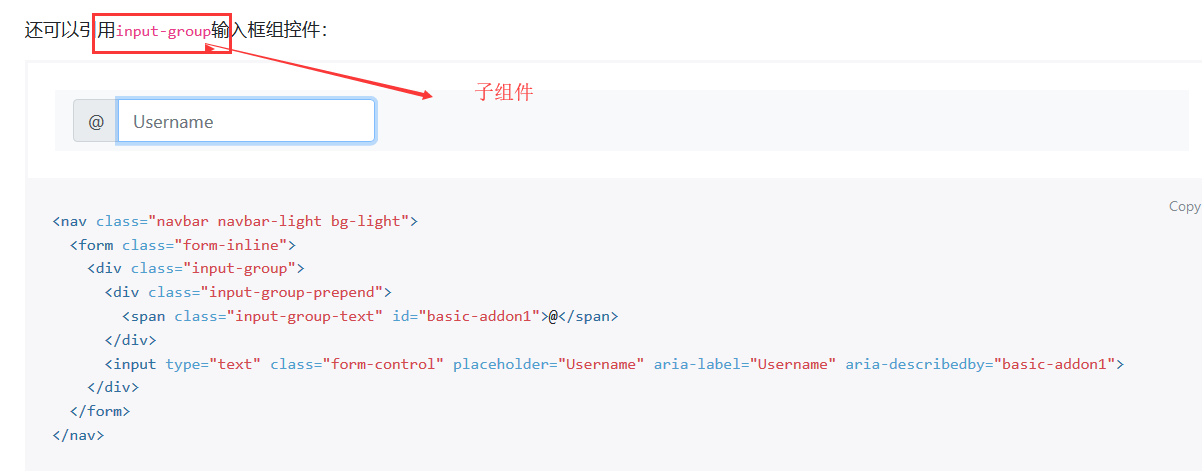 还可以引用input-group输入框组控件：
子组件
@ Username
Copy
<nav class="navbar navbar-light bg-light">
  <form class="form-inline">
    <div class="input-group">
      <div class="input-group-prepend">
        <span class="input-group-text" id="basic-addon1">@</span>
      </div>
      <input type="text" class="form-control" placeholder="Username" aria-label="Username" aria-describedby="basic-addon1">
    </div>
  </form>
</nav>